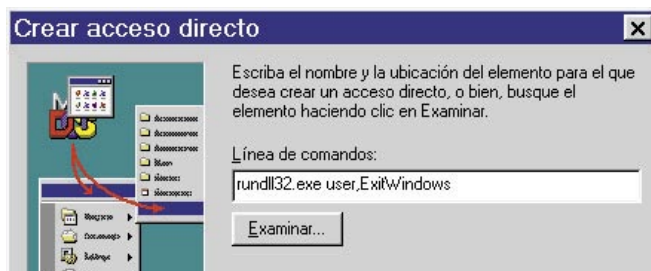 Crear acceso directo
Escriba el nombre y la ubicación del elemento para el que
desea crear un acceso directo, o bien, busque el
elemento haciendo clic en Examinar.
Línea de comandos:
rundll32.exe user,ExitWindows
Examinar...